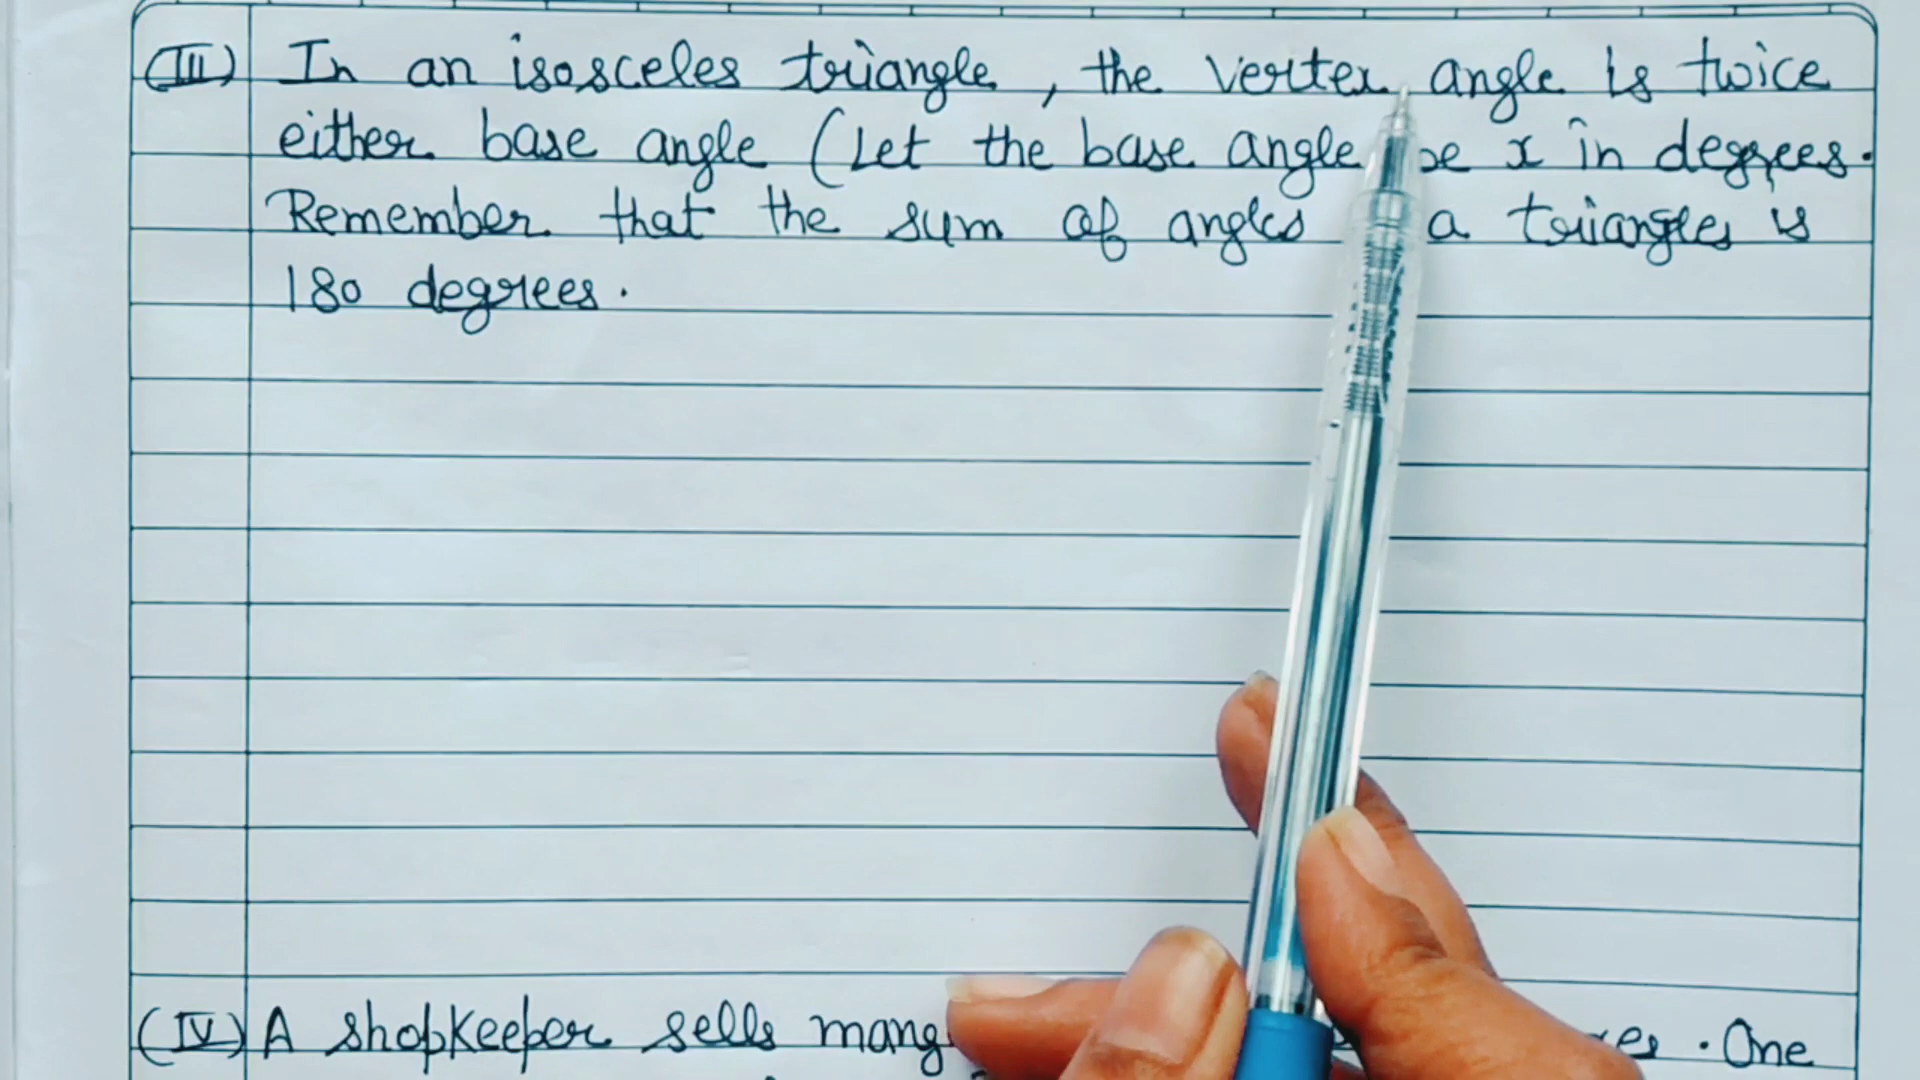 (III) In an isosceles triangle, the vertex angle is twice
either base angle (Let the base angle be x in degrees.
Remember that the sum of angles a triangles is
180 degrees.
(IV) A shopkeeper sells One